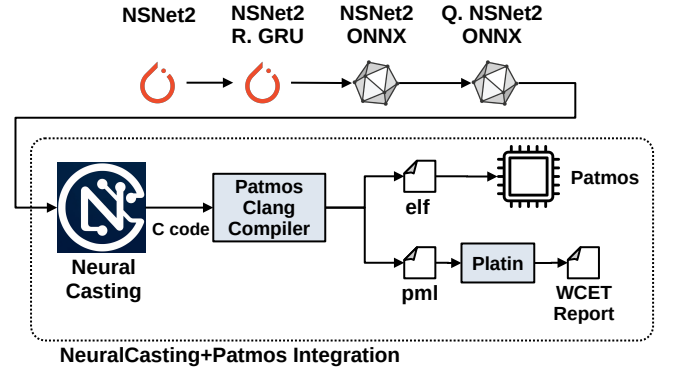 NSNet2
NSNet2
R. GRU
NSNet2
ONNX
Q. NSNet2
ONNX
Neural
Casting
C code
Patmos
Clang
Compiler
elf
Patmos
pml
Platin
WCET
Report
NeuralCasting+Patmos Integration